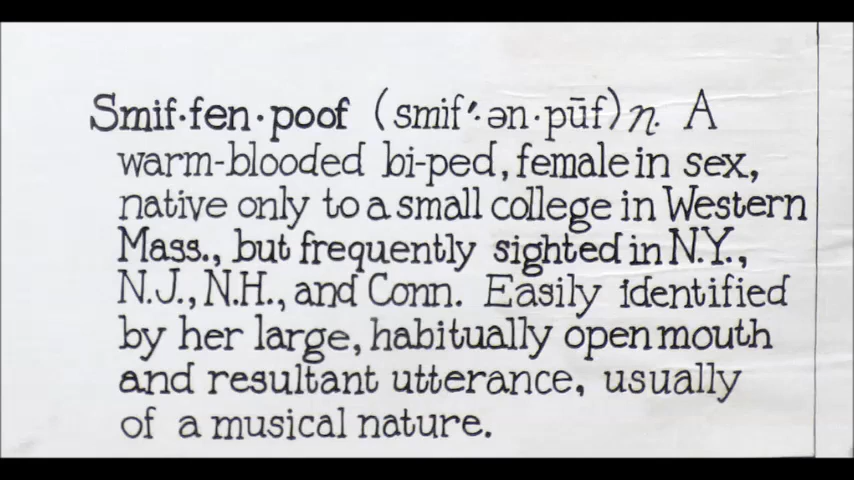 Smif·fen·poof (smif′·ən·pūf) n. A
warm-blooded bi-ped, female in sex,
native only to a small college in Western
Mass., but frequently sighted in N.Y.,
N.J., N.H., and Conn. Easily identified
by her large, habitually open mouth
and resultant utterance, usually
of a musical nature.